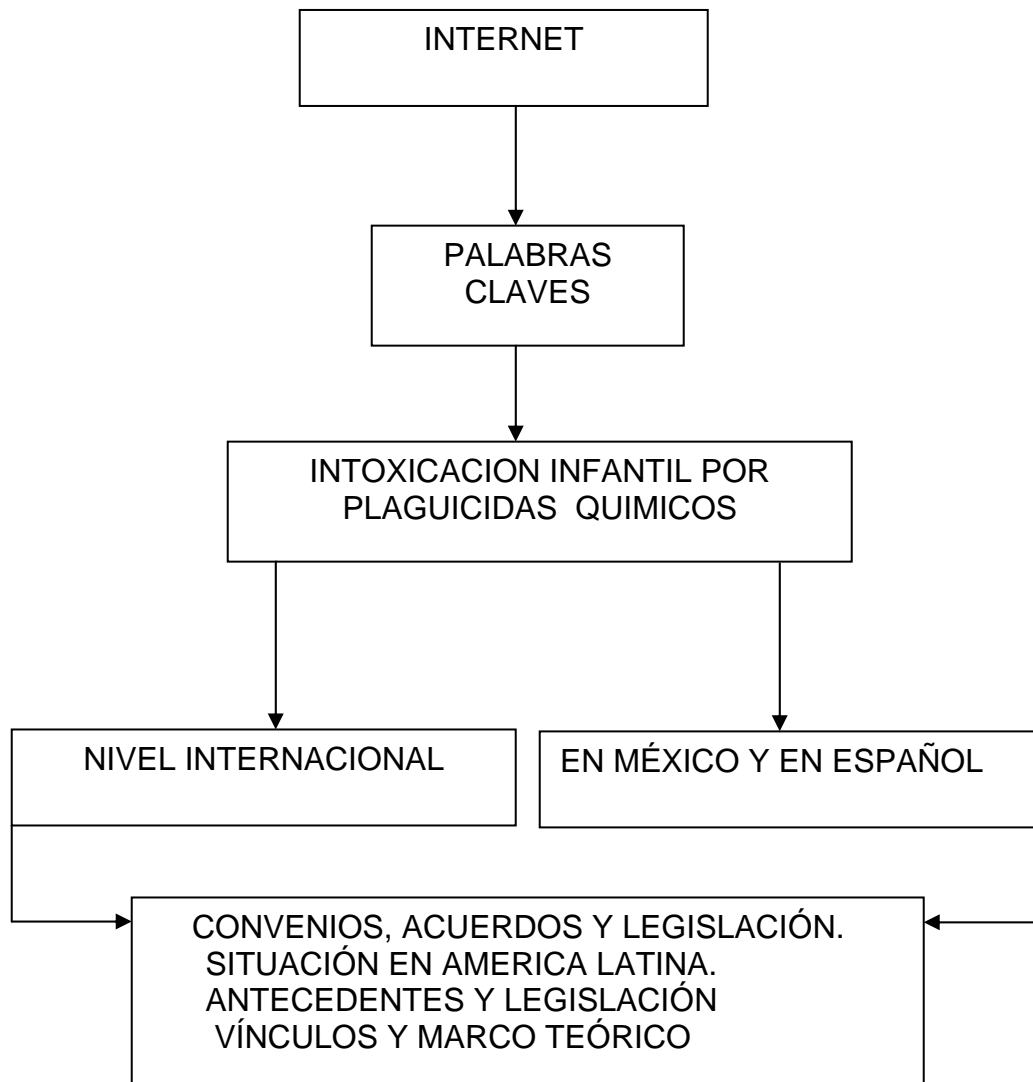 INTERNET
PALABRAS
CLAVES
INTOXICACION INFANTIL POR
PLAGUICIDAS QUIMICOS
NIVEL INTERNACIONAL
EN MÉXICO Y EN ESPAÑOL
CONVENIOS, ACUERDOS Y LEGISLACIÓN.
SITUACIÓN EN AMERICA LATINA.
ANTECEDENTES Y LEGISLACIÓN
VÍNCULOS Y MARCO TEÓRICO